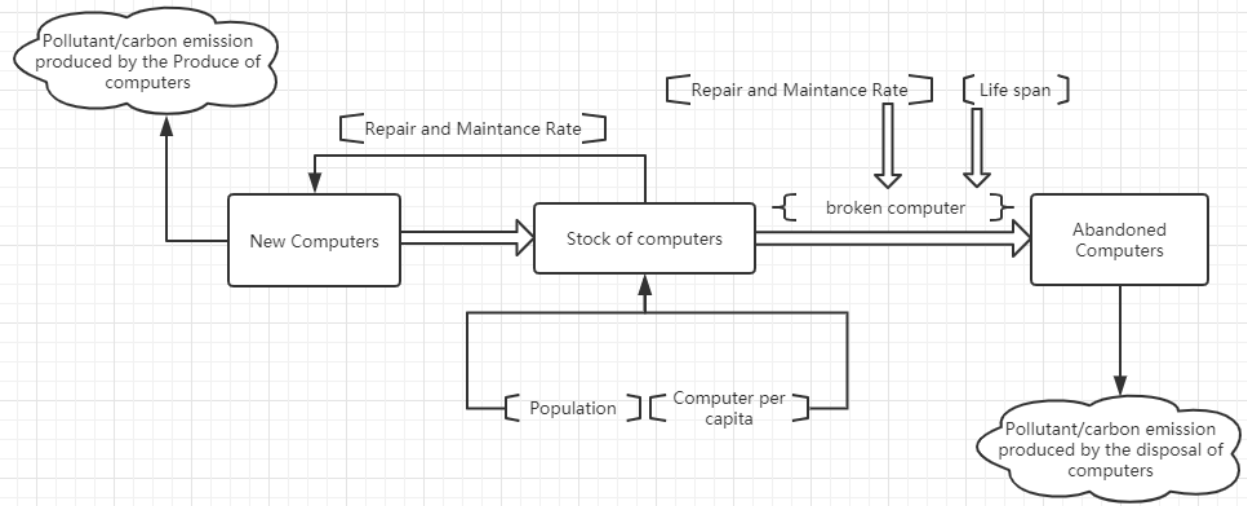 Pollutant/carbon emission
produced by the Produce of
computers
Repair and Maintance Rate
Life span
Repair and Maintance Rate
broken computer
New Computers
Stock of computers
Abandoned
Computers
Population
Computer per
capita
Pollutant/carbon emission
produced by the disposal of
computers